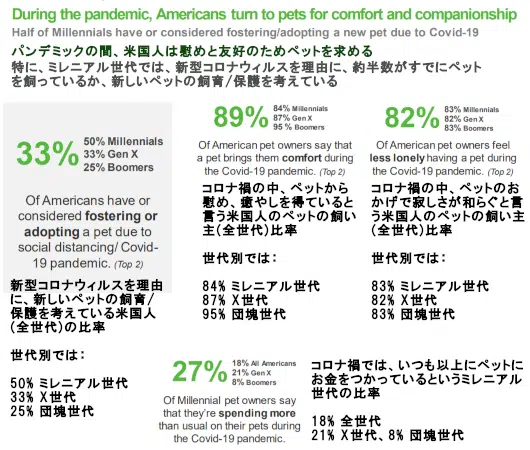 During the pandemic, Americans turn to pets for comfort and companionship
Half of Millennials have or considered fostering/adopting a new pet due to Covid-19
パンデミックの間、米国人は慰めと友好のためペットを求める
特に、ミレニアル世代では、新型コロナウィルスを理由に、約半数がすでにペット
を飼っているか、新しいペットの飼育/保護を考えている
33%
50% Millennials
33% Gen X
25% Boomers
Of Americans have or
considered fostering or
adopting a pet due to
social distancing/ Covid-
19 pandemic. (Top 2)
新型コロナウィルスを理由
に、新しいペットの飼育/
保護を考えている米国人
(全世代)の比率
世代別では:
50% ミレニアル世代
33% X世代
25% 団塊世代
89%
84% Millennials
87% Gen X
95 % Boomers
Of American pet owners say that
a pet brings them comfort during
the Covid-19 pandemic. (Top 2)
コロナ禍の中、ペットから
慰め、癒やしを得ていると
言う米国人のペットの飼い
主(全世代)比率
世代別では:
84% ミレニアル世代
87% X世代
95% 団塊世代
82%
83% Millennials
82% Gen X
83% Boomers
Of American pet owners feel
less lonely having a pet during
the Covid-19 pandemic. (Top 2)
コロナ禍の中、ペットのお
かげで寂しさが和らぐと言
う米国人のペットの飼い主
(全世代)比率
世代別では:
83% ミレニアル世代
82% X世代
83% 団塊世代
27%
18% All Americans
21% Gen X
8% Boomers
Of Millennial pet owners say
that they're spending more
than usual on their pets during
the Covid-19 pandemic.
コロナ禍では、いつも以上にペットに
お金をつかっているというミレニアル
世代の比率
18% 全世代
21% X世代、8% 団塊世代